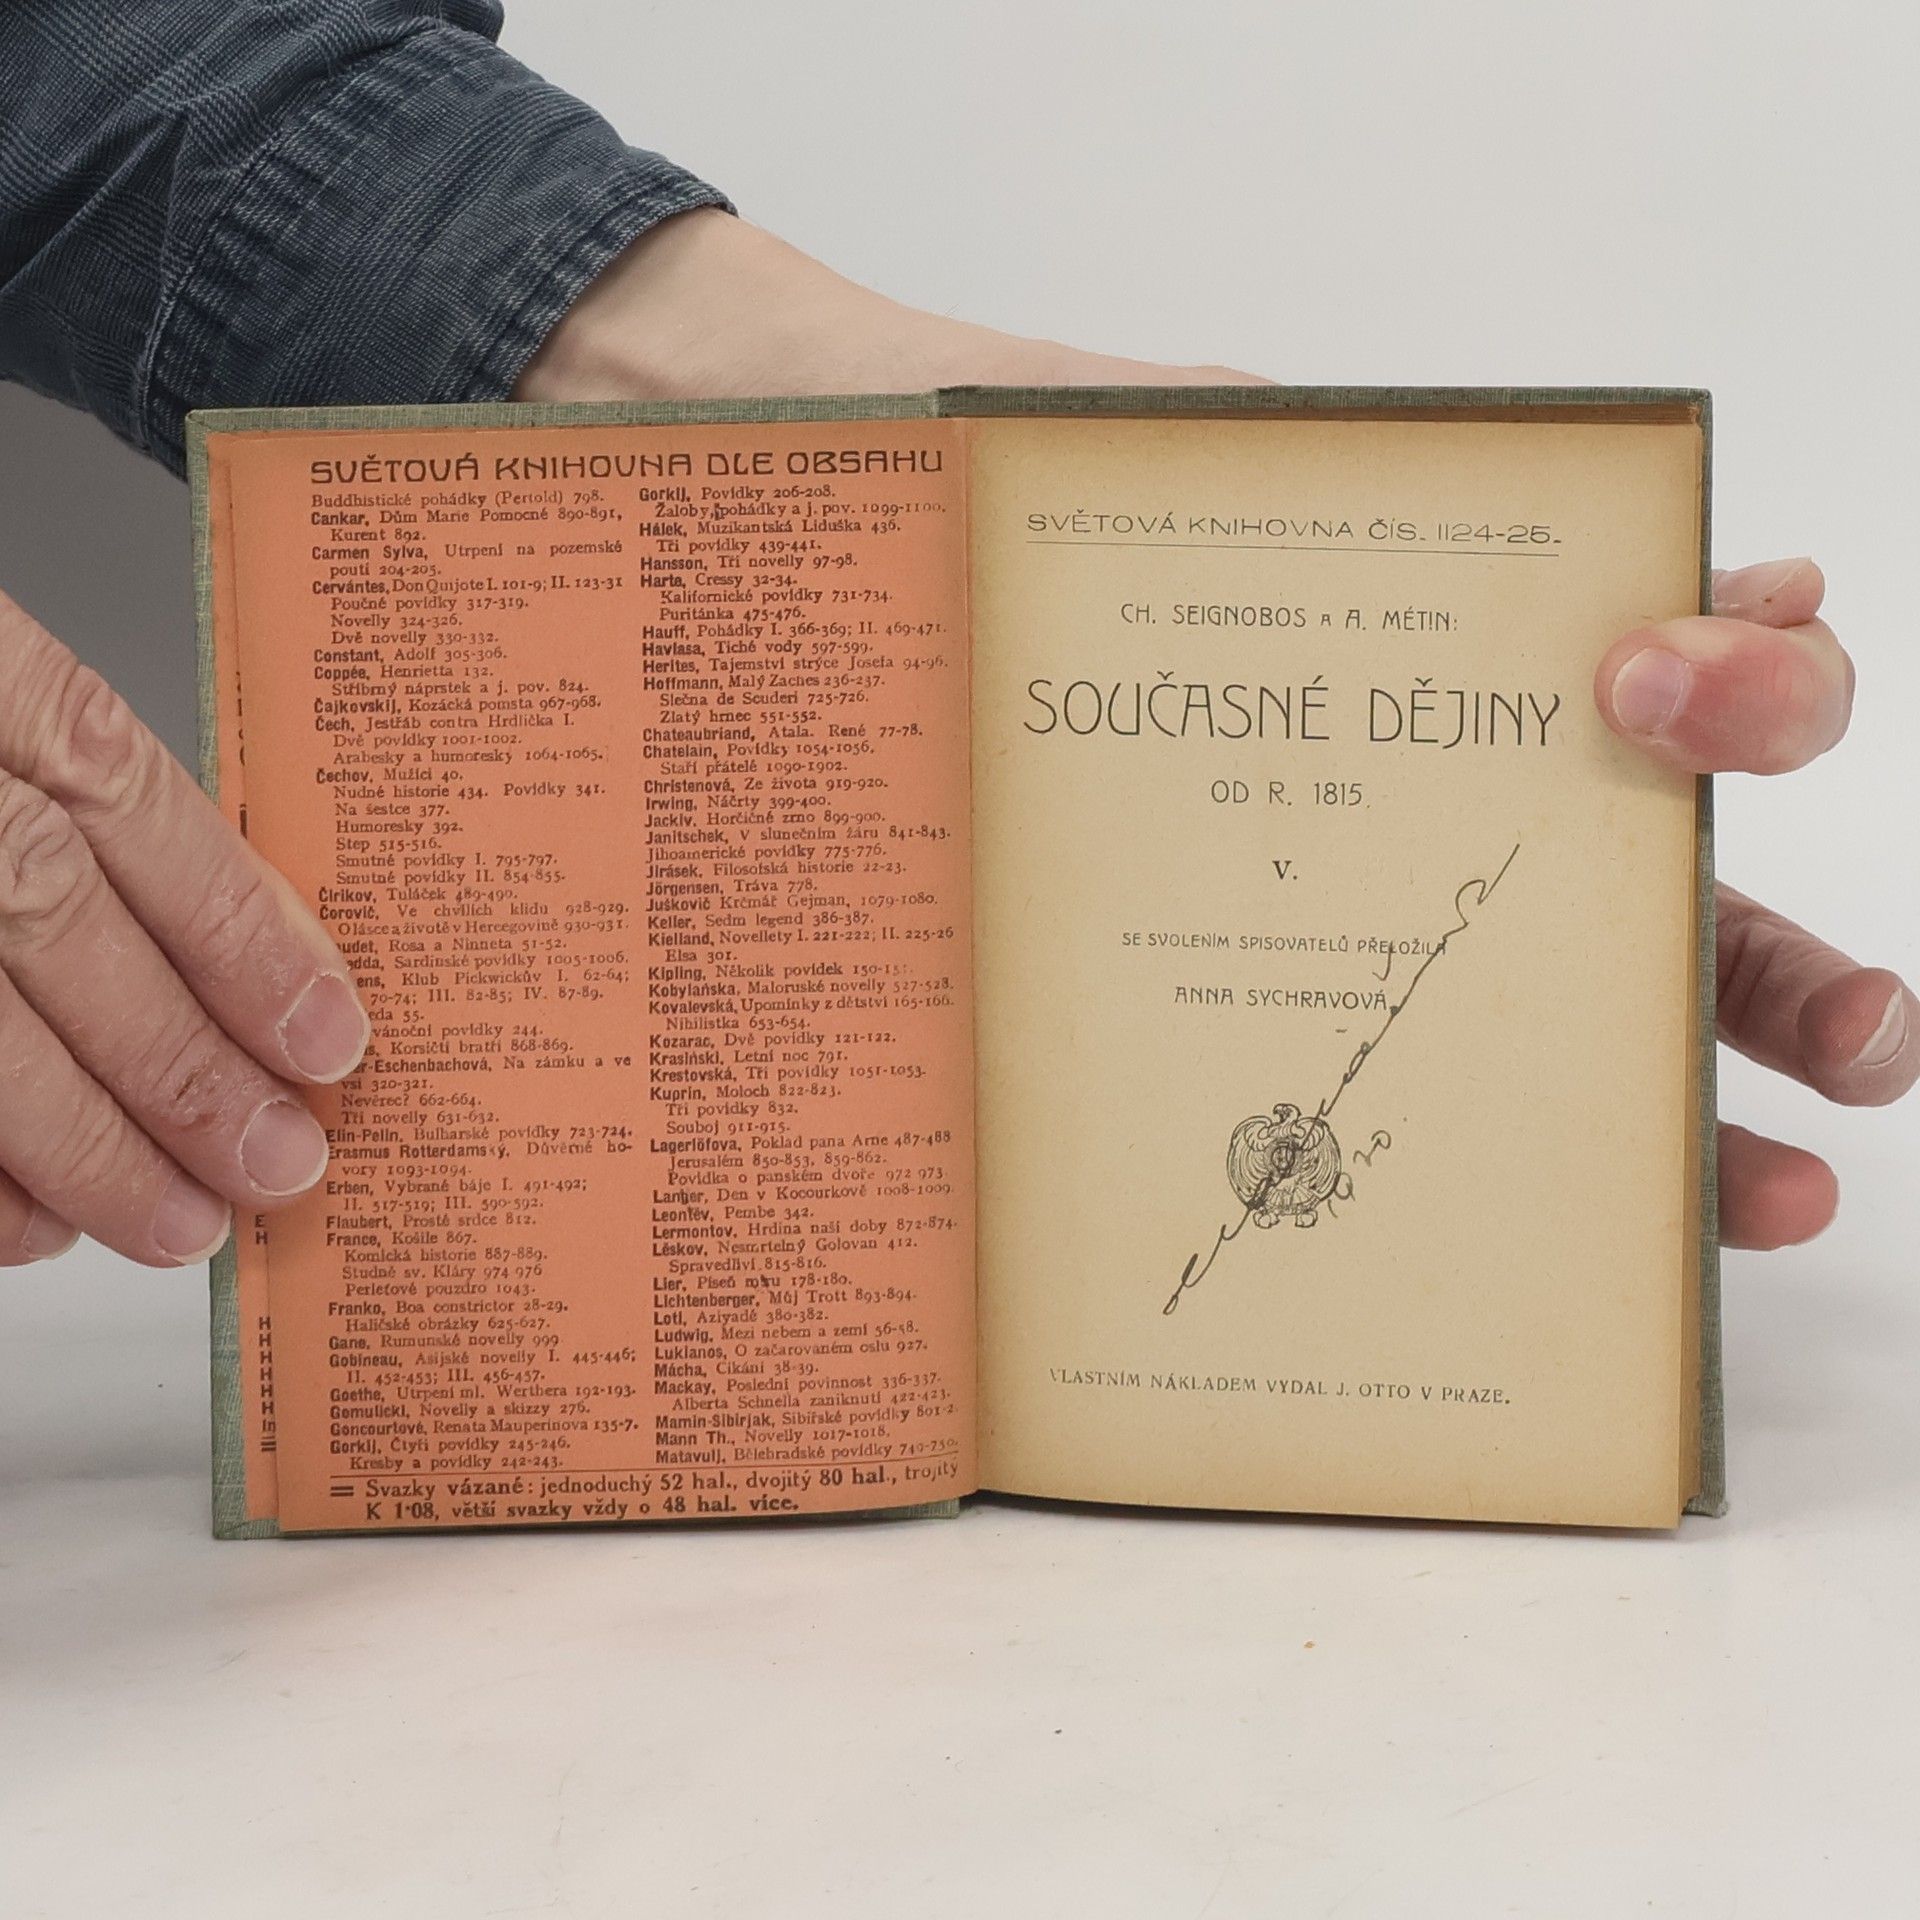 SVĚTOVÁ KNIHOVNA DLE OBSAHU
Buddhistické pohádky (Pertold) 798.
Cankar, Dům Marie Pomocné 890-891,
Kurent 892.
Carmen Sylva, Utrpení na pozemské
pouti 204-205.
Cervántes, Don Quijote I. 101-9; II. 123-31
Poučné povídky 317-319.
Novelly 324-326.
Dvě novelly 330-332.
Constant, Adolf 305-306.
Coppée, Henrietta 132.
Stříbrný náprstek a j. pov. 824.
Čajkovskij, Kozácká pomsta 967-968.
Čech, Jestřáb contra Hrdlička I.
Dvě povídky 1001-1002.
Arabesky a humoresky 1064-1065.
Čechov, Mužíci 40.
Nudné historie 434. Povídky 341.
Na šestce 377.
Humoresky 392.
Step 515-516.
Smutné povídky I. 795-797.
Smutné povídky II. 854-855.
Čirikov, Tuláček 489-490.
Čorovič, Ve chvílích klidu 928-929.
O lásce a životě v Hercegovině 930-931.
udet, Rosa a Ninneta 51-52.
edda, Sardinské povídky 1005-1006.
ens, Klub Pickwickův I. 62-64;
70-74; III. 82-85; IV. 87-89.
eda 55.
vánoční povídky 244.
as, Korsičtí bratři 868-869.
er-Eschenbachová, Na zámku a ve
vsi 320-321.
Nevěrec? 662-664.
Tři novelly 631-632.
Elin-Pelin, Bulharské povídky 723-724.
Erasmus Rotterdamský, Důvěrné ho-
vory 1093-1094.
Erben, Vybrané báje I. 491-492;
II. 517-519; III. 590-592.
Flaubert, Prosté srdce 812.
France, Košile 867.
Komická historie 887-889.
Studně sv. Kláry 974-976
Perleťové pouzdro 1043.
Franko, Boa constrictor 28-29.
Haličské obrázky 625-627.
Gane, Rumunské novelly 999
Gobineau, Asijské novelly I. 445-446;
II. 452-453; III. 456-457.
Goethe, Utrpení ml. Werthera 192-193.
Gomulicki, Novelly a skizzy 276.
Goncourtové, Renata Mauperinova 135-7.
Gorkij, Čtyři povídky 245-246.
Kresby a povídky 242-243.
Gorkij, Povídky 206-208.
Žaloby, pohádky a j. pov. 1099-1100.
Hálek, Muzikantská Liduška 436.
Tři povídky 439-441.
Hansson, Tři novelly 97-98.
Harte, Cressy 32-34.
Kalifornické povídky 731-734.
Puritánka 475-476.
Hauff, Pohádky I. 366-369; II. 469-471.
Havlasa, Tiché vody 597-599.
Herites, Tajemství strýce Josefa 94-96.
Hoffmann, Malý Zaches 236-237.
Slečna de Scuderi 725-726.
Zlatý hrnec 551-552.
Chateaubriand, Atala. René 77-78.
Chatelain, Povídky 1054-1056.
Staří přátelé 1090-1902.
Christenová, Ze života 919-920.
Irwing, Náčrty 399-400.
Jackiv, Horčičné zrno 899-900.
Janitschek, V slunečním žáru 841-843.
Jihoamerické povídky 775-776.
Jirásek, Filosofská historie 22-23.
Jörgensen, Tráva 778.
Juškovič Krčmář Gejman, 1079-1080.
Keller, Sedm legend 386-387.
Kielland, Novellety I. 221-222; II. 225-26
Elsa 301.
Kipling, Několik povídek 150-15
Kobylańska, Maloruské novelly 527-528.
Kovalevská, Upomínky z dětství 165-166.
Nihilistka 653-654.
Kozarac, Dvě povídky 121-122.
Krasiński, Letní noc 791.
Krestovská, Tři povídky 1051-1053.
Kuprin, Moloch 822-823.
Tři povídky 832.
Souboj 911-915.
Lagerlöfova, Poklad pana Arne 487-488
Jerusalém 850-853, 859-862.
Povídka o panském dvoře 972 973.
Langer, Den v Kocourkově 1008-1009.
Leontěv, Pembe 342.
Lermontov, Hrdina naší doby 872-874.
Lěskov, Nesmrtelný Golovan 412.
Spravedliví 815-816.
Lier, Píseň míru 178-180.
Lichtenberger, Můj Trott 893-894.
Loti, Aziyadé 380-382.
Ludwig, Mezi nebem a zemí 56-58.
Lukianos, O začarovaném oslu 927.
Mácha, Cikáni 38-39.
Mackay, Poslední povinnost 336-337.
Alberta Schnella zaniknutí 422-423.
Mamin-Sibirjak, Sibiřské povídky 801-2
Mann Th., Novelly 1017-1018.
Matavulj, Bělebradské povídky 749-750.
Svazky vázané: jednoduchý 52 hal., dvojitý 80 hal., trojitý
K 1·08, větší svazky vždy o 48 hal. více.
SVĚTOVÁ KNIHOVNA ČÍS. 1124-25.
CH. SEIGNOBOS A A. MÉTIN:
SOUČASNÉ DĚJINY
OD R. 1815.
V.
SE SVOLENÍM SPISOVATELŮ PŘELOŽILA
ANNA SYCHRAVOVÁ.
1920
VLASTNÍM NÁKLADEM VYDAL J. OTTO V PRAZE.